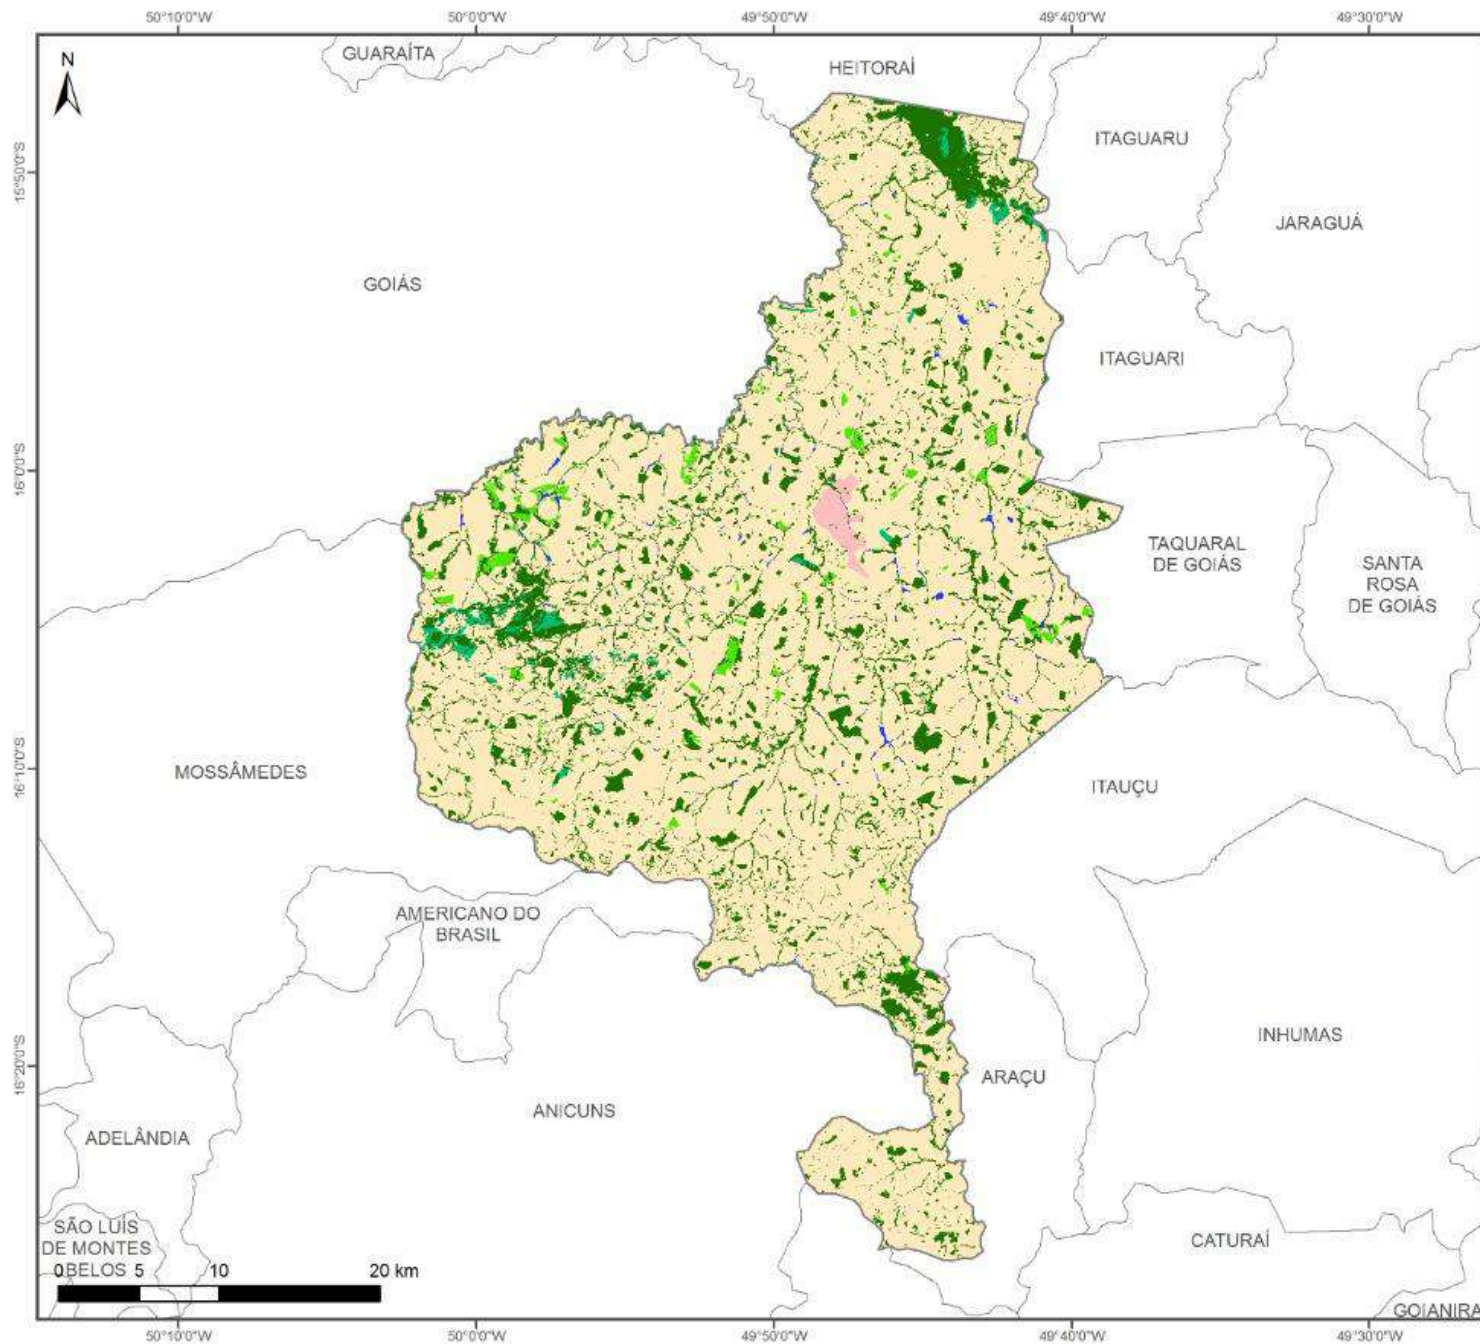 50°10'0"W 50°0'0"W 49°50'0"W 49°40'0"W 49°30'0"W
N
GUARAÍTA
HEITORAÍ
ITAGUARU
15°50'0"S
JARAGUÁ
GOIÁS
ITAGUARI
16°0'0"S
TAQUARAL
DE GOIÁS
SANTA
ROSA
DE GOIÁS
MOSSÂMEDES
16°10'0"S
ITAUÇU
AMERICANO DO
BRASIL
INHUMAS
16°20'0"S
ARAÇU
ANICUNS
ADELÂNDIA
SÃO LUÍS
DE MONTES
BELOS
CATURAÍ
0 5 10 20 km
GOIANIRA
50°10'0"W 50°0'0"W 49°50'0"W 49°40'0"W 49°30'0"W